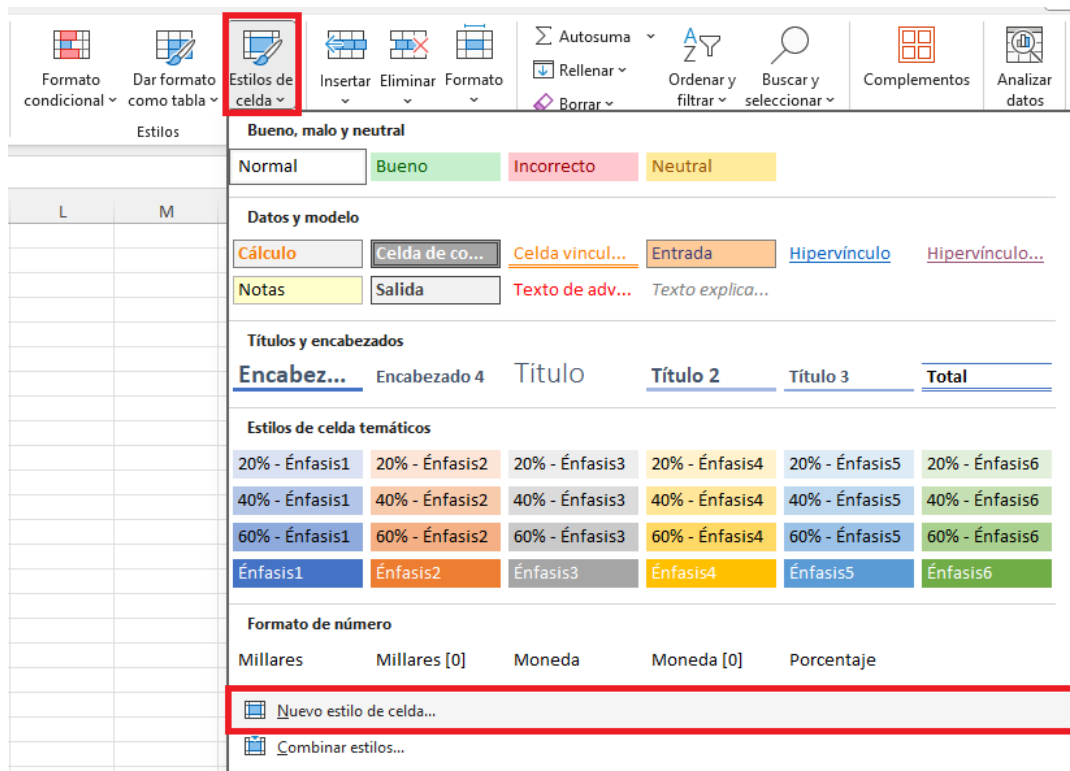 Formato condicional
Dar formato como tabla
Estilos de celda
Insertar
Eliminar
Formato
Autosuma
Rellenar
Borrar
Ordenar y filtrar
Buscar y seleccionar
Complementos
Analizar datos
Estilos
L
M
Bueno, malo y neutral
Normal Bueno Incorrecto Neutral
Datos y modelo
Cálculo Celda de co... Celda vincul... Entrada Hipervínculo Hipervínculo...
Notas Salida Texto de adv... Texto explica...
Títulos y encabezados
Encabez... Encabezado 4 Título Título 2 Título 3 Total
Estilos de celda temáticos
20% - Énfasis1 20% - Énfasis2 20% - Énfasis3 20% - Énfasis4 20% - Énfasis5 20% - Énfasis6
40% - Énfasis1 40% - Énfasis2 40% - Énfasis3 40% - Énfasis4 40% - Énfasis5 40% - Énfasis6
60% - Énfasis1 60% - Énfasis2 60% - Énfasis3 60% - Énfasis4 60% - Énfasis5 60% - Énfasis6
Énfasis1 Énfasis2 Énfasis3 Énfasis4 Énfasis5 Énfasis6
Formato de número
Millares Millares [0] Moneda Moneda [0] Porcentaje
Nuevo estilo de celda...
Combinar estilos...